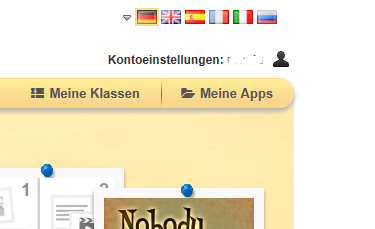 Kontoeinstellungen:
Meine Klassen
Meine Apps
1
2
Nobody